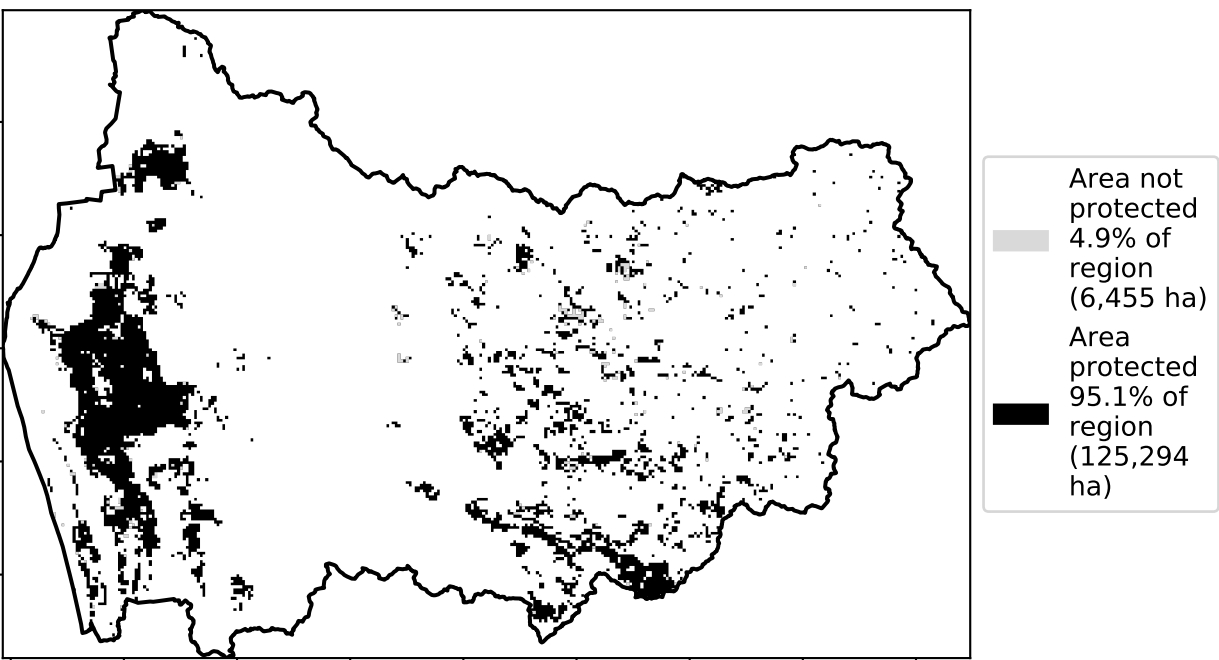 Area not
protected
4.9% of
region
(6,455 ha)
Area
protected
95.1% of
region
(125,294
ha)